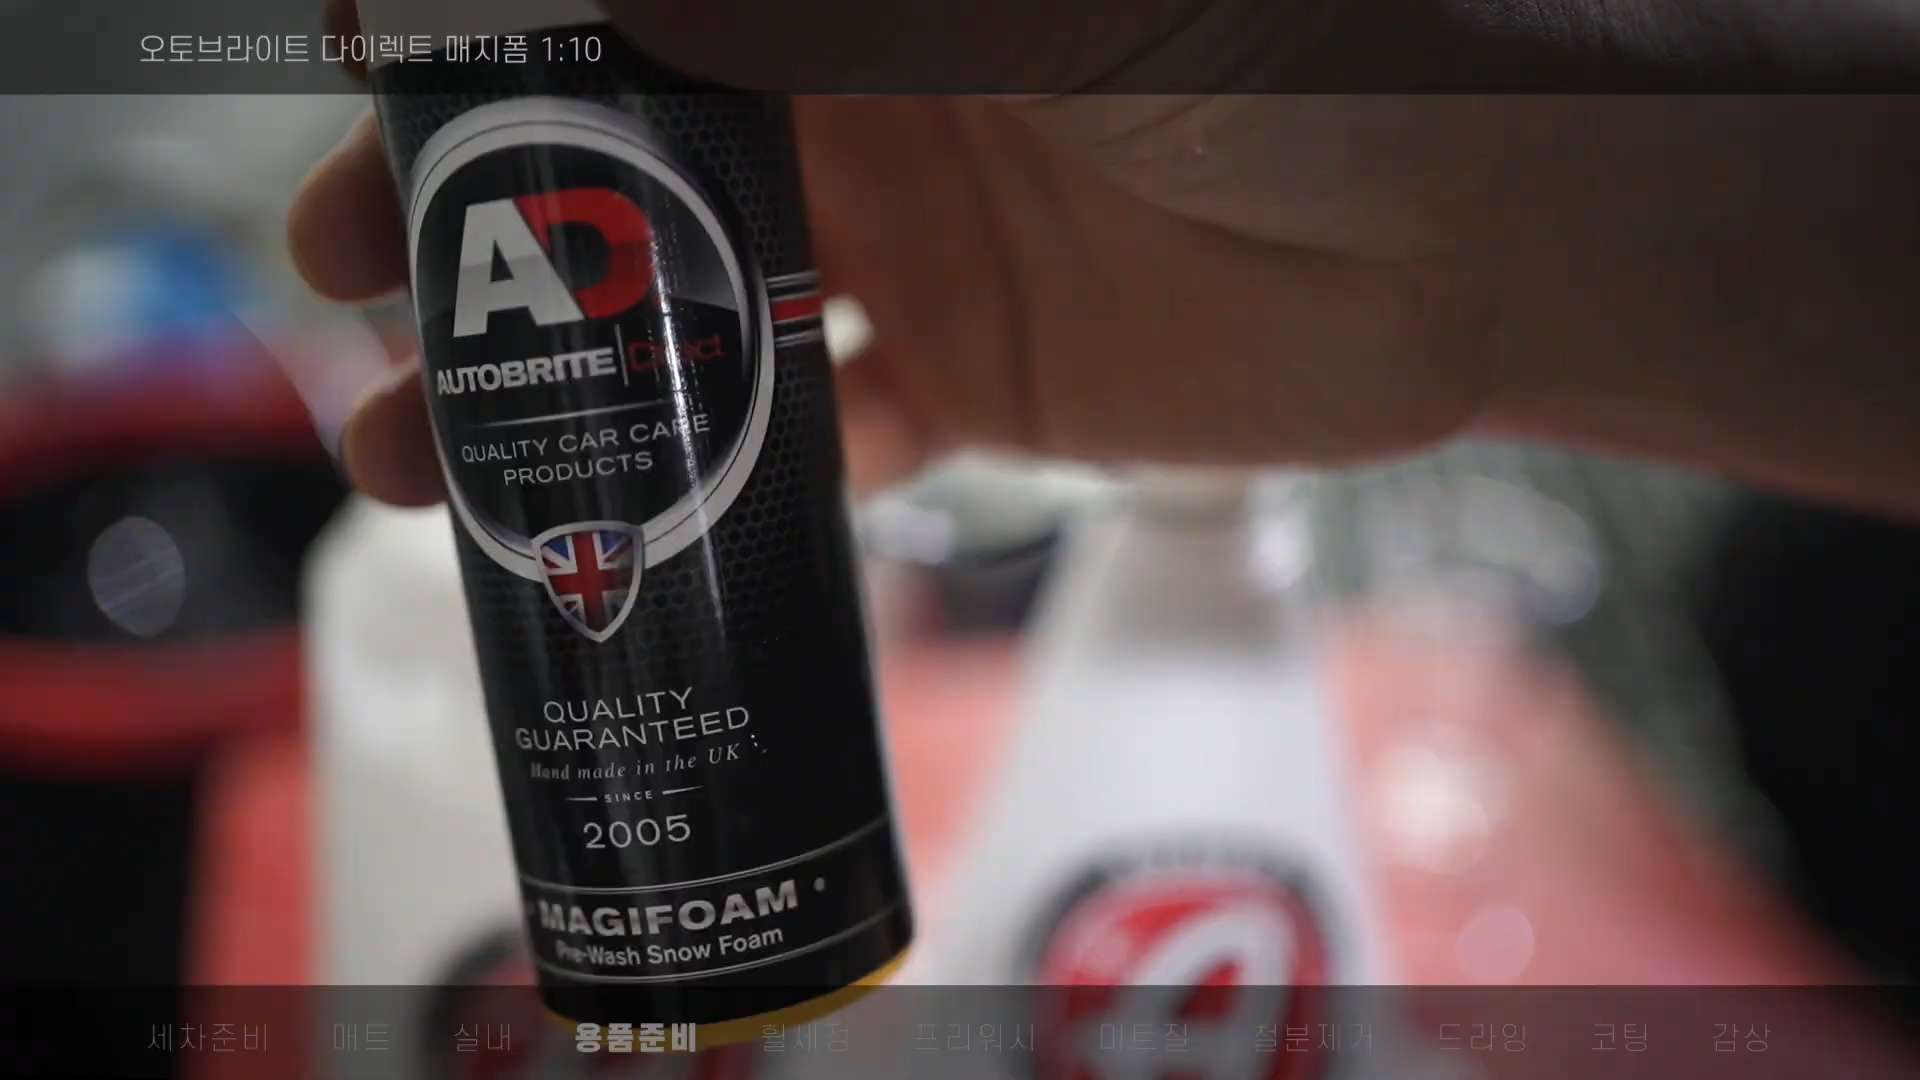 오토브라이트 다이렉트 매지폼 1:10
AD
AUTOBRITE | Direct
QUALITY CAR CARE
PRODUCTS
QUALITY
GUARANTEED
Hand made in the UK
SINCE
2005
MAGIFOAM
Pre-Wash Snow Foam
세차준비 매트 실내 용품준비 휠세정 프리워시 미트질 철분제거 드라잉 코팅 감상